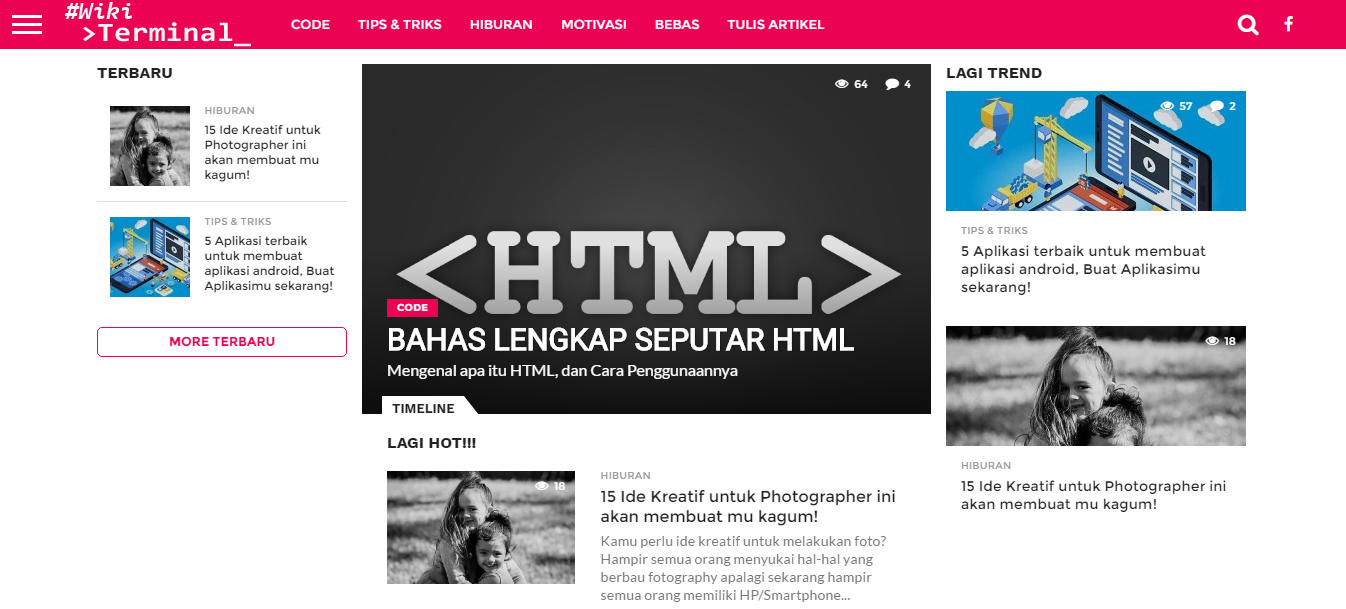 #Wiki
>Terminal_
CODE TIPS & TRIKS HIBURAN MOTIVASI BEBAS TULIS ARTIKEL
TERBARU
HIBURAN
15 Ide Kreatif untuk
Photographer ini
akan membuat mu
kagum!
TIPS & TRIKS
5 Aplikasi terbaik
untuk membuat
aplikasi android, Buat
Aplikasimu sekarang!
MORE TERBARU
64 4
<HTML>
CODE
BAHAS LENGKAP SEPUTAR HTML
Mengenal apa itu HTML, dan Cara Penggunaannya
TIMELINE
LAGI HOT!!!
18
HIBURAN
15 Ide Kreatif untuk Photographer ini
akan membuat mu kagum!
Kamu perlu ide kreatif untuk melakukan foto?
Hampir semua orang menyukai hal-hal yang
berbau fotography apalagi sekarang hampir
semua orang memiliki HP/Smartphone...
LAGI TREND
57 2
TIPS & TRIKS
5 Aplikasi terbaik untuk membuat
aplikasi android, Buat Aplikasimu
sekarang!
18
HIBURAN
15 Ide Kreatif untuk Photographer ini
akan membuat mu kagum!